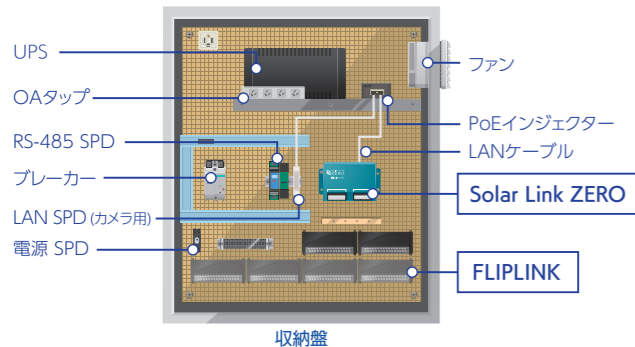 UPS
OAタップ
RS-485 SPD
ブレーカー
LAN SPD (カメラ用)
電源 SPD
ファン
PoEインジェクター
LANケーブル
Solar Link ZERO
FLIPLINK
収納盤